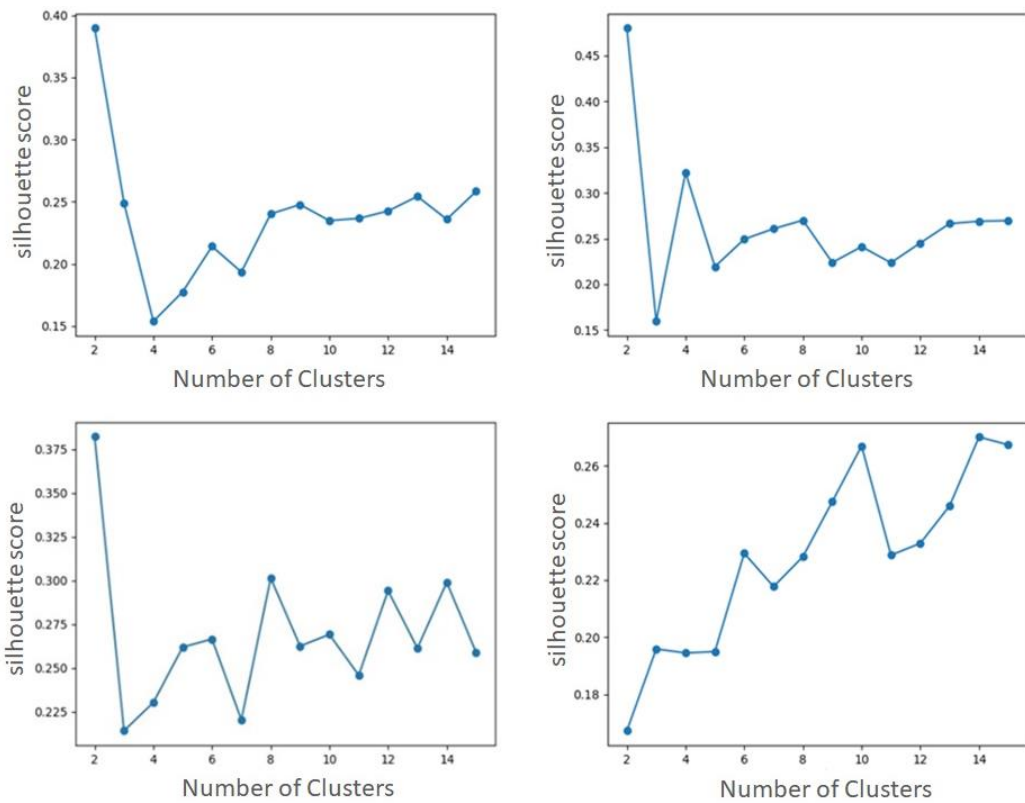 0.40
0.35
0.30
0.25
0.20
0.15
silhouette score
2 4 6 8 10 12 14
Number of Clusters
0.45
0.40
0.35
0.30
0.25
0.20
0.15
silhouette score
2 4 6 8 10 12 14
Number of Clusters
0.375
0.350
0.325
0.300
0.275
0.250
0.225
silhouette score
2 4 6 8 10 12 14
Number of Clusters
0.26
0.24
0.22
0.20
0.18
silhouette score
2 4 6 8 10 12 14
Number of Clusters